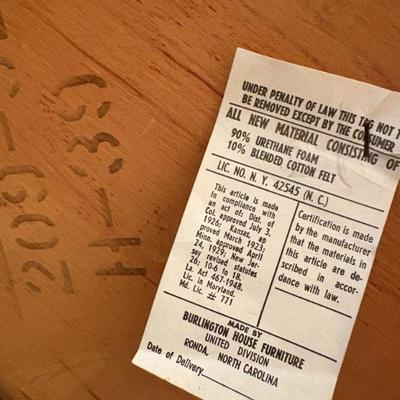 209-32
H-39
UNDER PENALTY OF LAW THIS TAG NOT T
BE REMOVED EXCEPT BY THE CONSUMER
ALL NEW MATERIAL CONSISTING OF
90% URETHANE FOAM
10% BLENDED COTTON FELT
LIC. NO. N. Y. 42545 (N. C.)
This article is made
in compliance with
an act of; Dist. of
Col. approved July 3,
1926; Kansas, ap
proved March 1923;
Minn. approved April
24, 1929; New Jer-
sey revised statutes
26; 10-6 to 18.
La. Act 467-1948.
Lic. in Maryland.
Md. Lic. # 771
Certification is made
by the manufacturer
that the materials in
this article are de-
scribed in accor-
dance with law.
MADE BY
BURLINGTON HOUSE FURNITURE
UNITED DIVISION
RONDA, NORTH CAROLINA
Date of Delivery